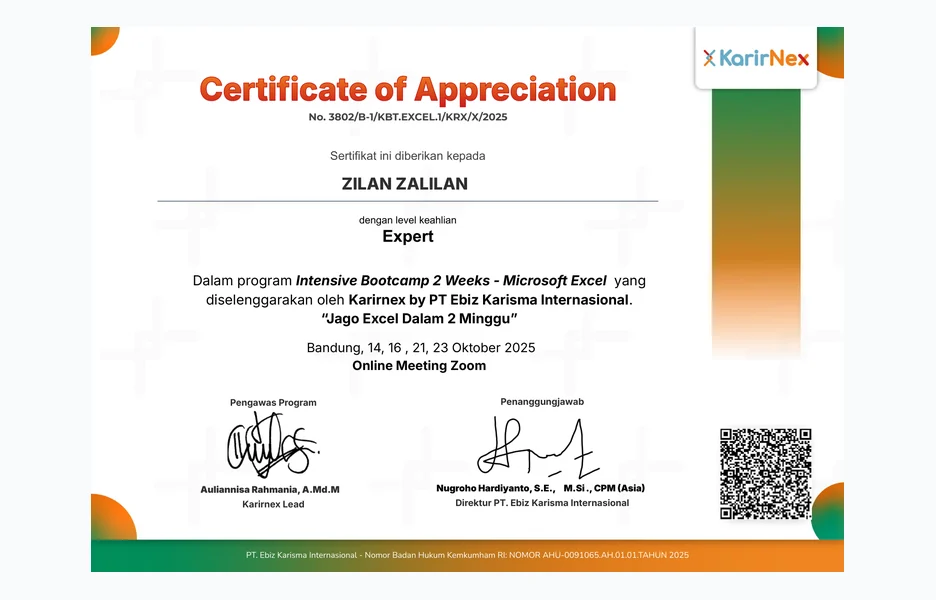 KarirNex
Certificate of Appreciation
No. 3802/B-1/KBT.EXCEL.1/KRX/X/2025
Sertifikat ini diberikan kepada
ZILAN ZALILAN
dengan level keahlian
Expert
Dalam program Intensive Bootcamp 2 Weeks - Microsoft Excel yang
diselenggarakan oleh Karirnex by PT Ebiz Karisma Internasional.
“Jago Excel Dalam 2 Minggu”
Bandung, 14, 16 , 21, 23 Oktober 2025
Online Meeting Zoom
Pengawas Program
Auliannisa Rahmania, A.Md.M
Karirnex Lead
Penanggungjawab
Nugroho Hardiyanto, S.E., M.Si ., CPM (Asia)
Direktur PT. Ebiz Karisma Internasional
PT. Ebiz Karisma Internasional - Nomor Badan Hukum Kemkumham RI: NOMOR AHU-0091065.AH.01.01.TAHUN 2025